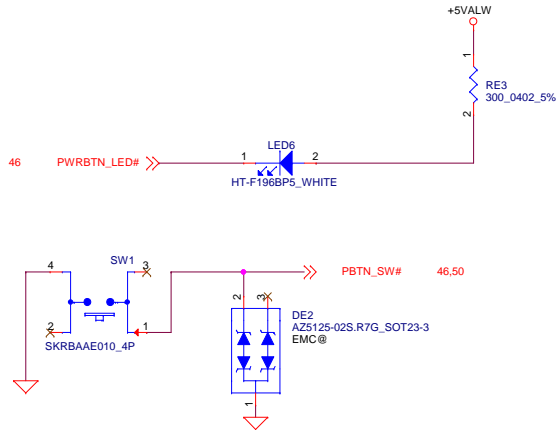 +5VALW
1
RE3
300_0402_5%
2
46 PWRBTN_LED#
1
LED6
2
HT-F196BP5_WHITE
4
SW1
3
2
1
SKRBAAE010_4P
PBTN_SW# 46,50
2
3
DE2
AZ5125-02S.R7G_SOT23-3
EMC@
1